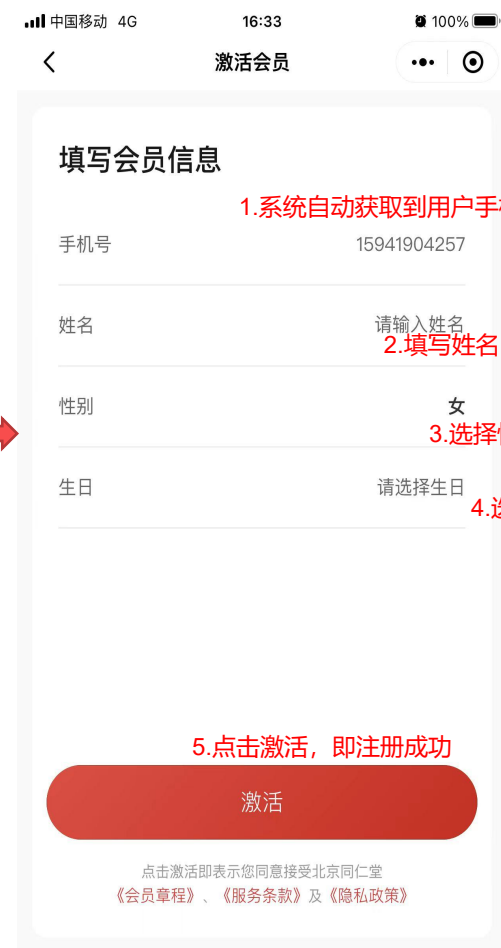 中国移动 4G 16:33 100%
激活会员
填写会员信息
1.系统自动获取到用户手
手机号 15941904257
姓名 请输入姓名
2.填写姓名
性别 女
3.选择
生日 请选择生日
4.
5.点击激活，即注册成功
激活
点击激活即表示您同意接受北京同仁堂
《会员章程》、《服务条款》及《隐私政策》